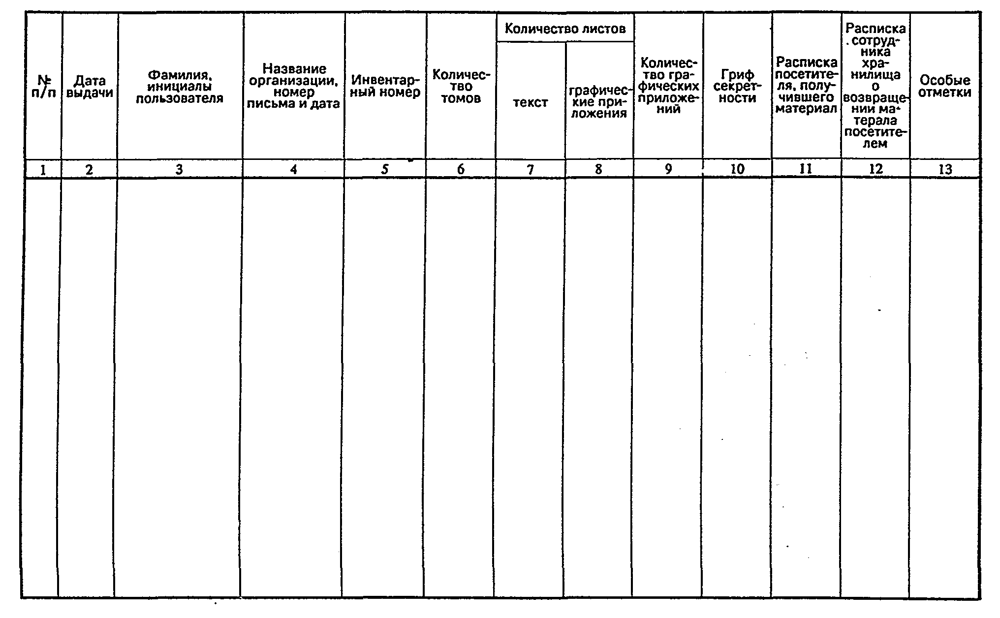 №
п/п
Дата
выдачи
Фамилия,
инициалы
пользователя
Название
организации,
номер
письма и дата
Инвентар-
ный номер
Количес-
тво
томов
Количество листов
текст
графичес-
кие при-
ложения
Количес-
тво гра-
фических
приложе-
ний
Гриф
секрет-
ности
Расписка
посетите-
ля, полу-
чившего
материал
Расписка
сотруд-
ника
хра-
нилища
о
возвраще-
нии ма-
терала
посетите-
лем
Особые
отметки
1 2 3 4 5 6 7 8 9 10 11 12 13